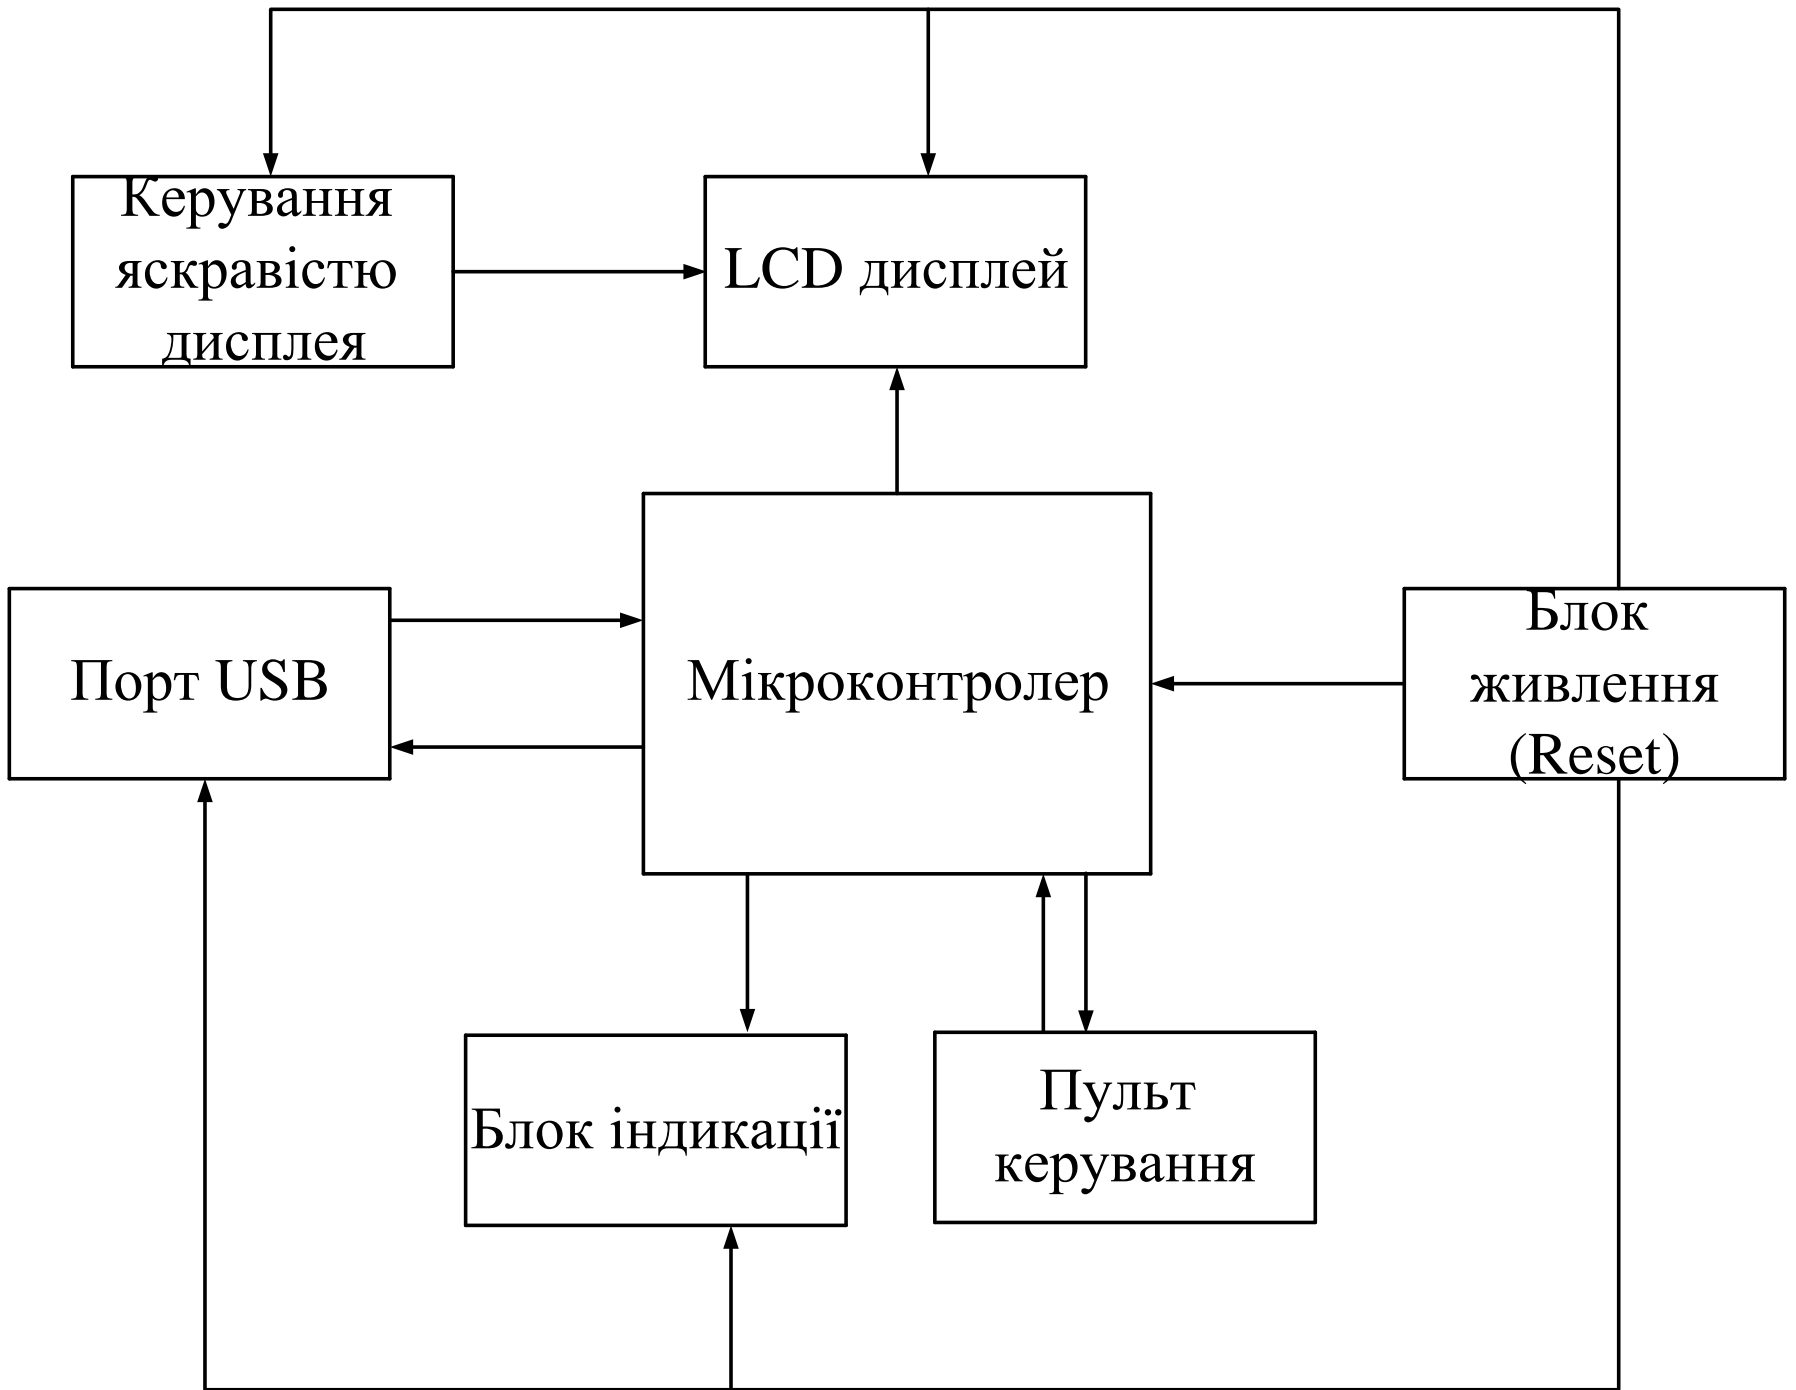 Керування
яскравістю
дисплея
LCD дисплей
Порт USB
Мікроконтролер
Блок
живлення
(Reset)
Блок індикації
Пульт
керування